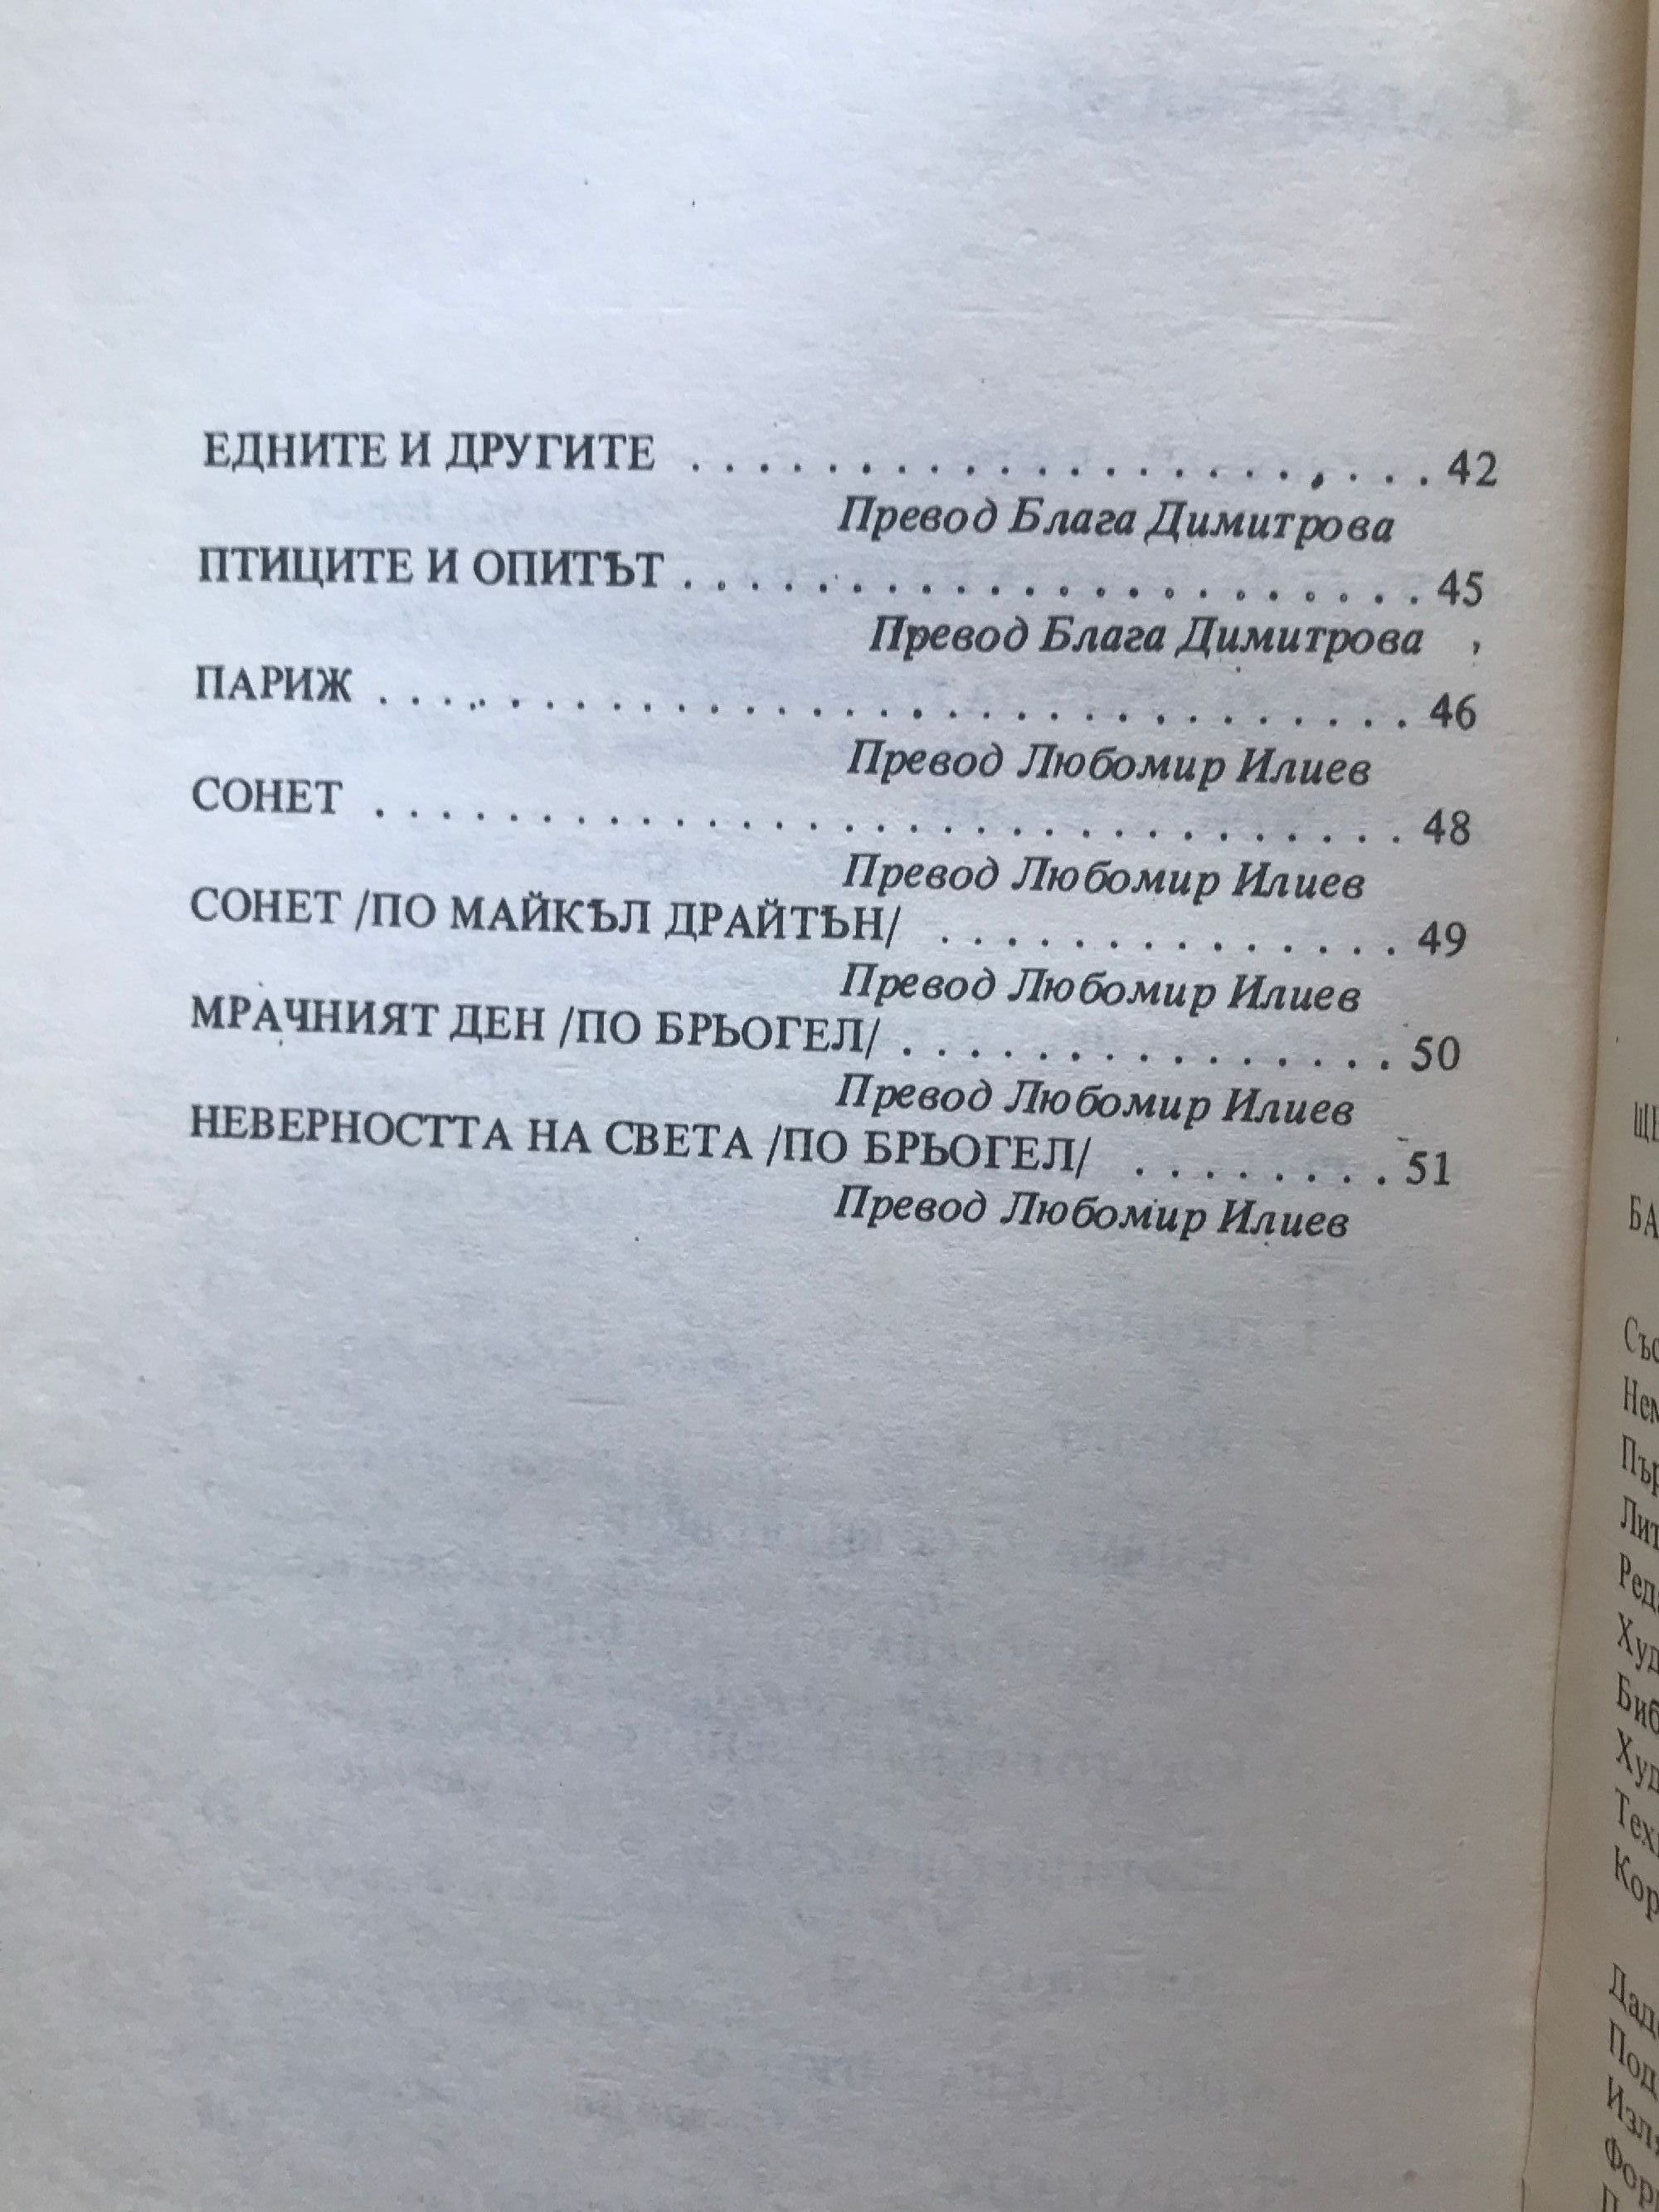 ЕДНИТЕ И ДРУГИТЕ . . . . . . . . . . . . . . . . . . . . . . 42
Превод Блага Димитрова
ПТИЦИТЕ И ОПИТЪТ . . . . . . . . . . . . . . . . . . . . . . 45
Превод Блага Димитрова
ПАРИЖ . . . . . . . . . . . . . . . . . . . . . . . . . . . . . . . 46
Превод Любомир Илиев
СОНЕТ . . . . . . . . . . . . . . . . . . . . . . . . . . . . . . . 48
Превод Любомир Илиев
СОНЕТ /ПО МАЙКЪЛ ДРАЙТЪН/ . . . . . . . . . . . . . . 49
Превод Любомир Илиев
МРАЧНИЯТ ДЕН /ПО БРЬОГЕЛ/ . . . . . . . . . . . . . . . 50
Превод Любомир Илиев
НЕВЕРНОСТТА НА СВЕТА /ПО БРЬОГЕЛ/ . . . . . . . . 51
Превод Любомир Илиев